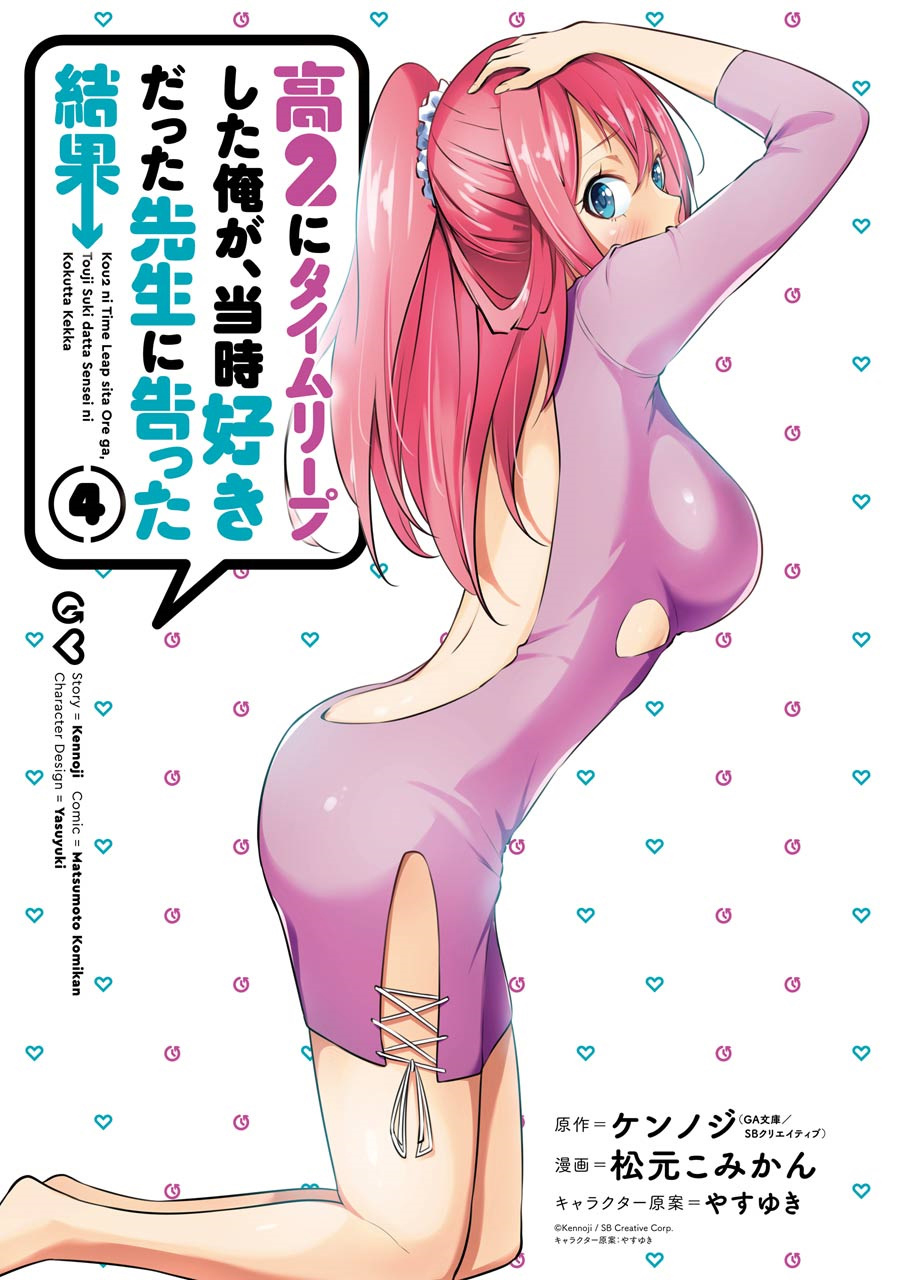 高2にタイムリープ
した俺が、当時好き
だった先生に告った
結果
Kou2 ni Time Leap sita Ore ga,
Touji Suki datta Sensei ni
Kokutta Kekka
4
Story = Kennoji Comic = Matsumoto Komikan
Character Design = Yasuyuki
原作＝ケンノジ（GA文庫／
SBクリエイティブ）
漫画＝松元こみかん
キャラクター原案＝やすゆき
©Kennoji / SB Creative Corp.
キャラクター原案：やすゆき